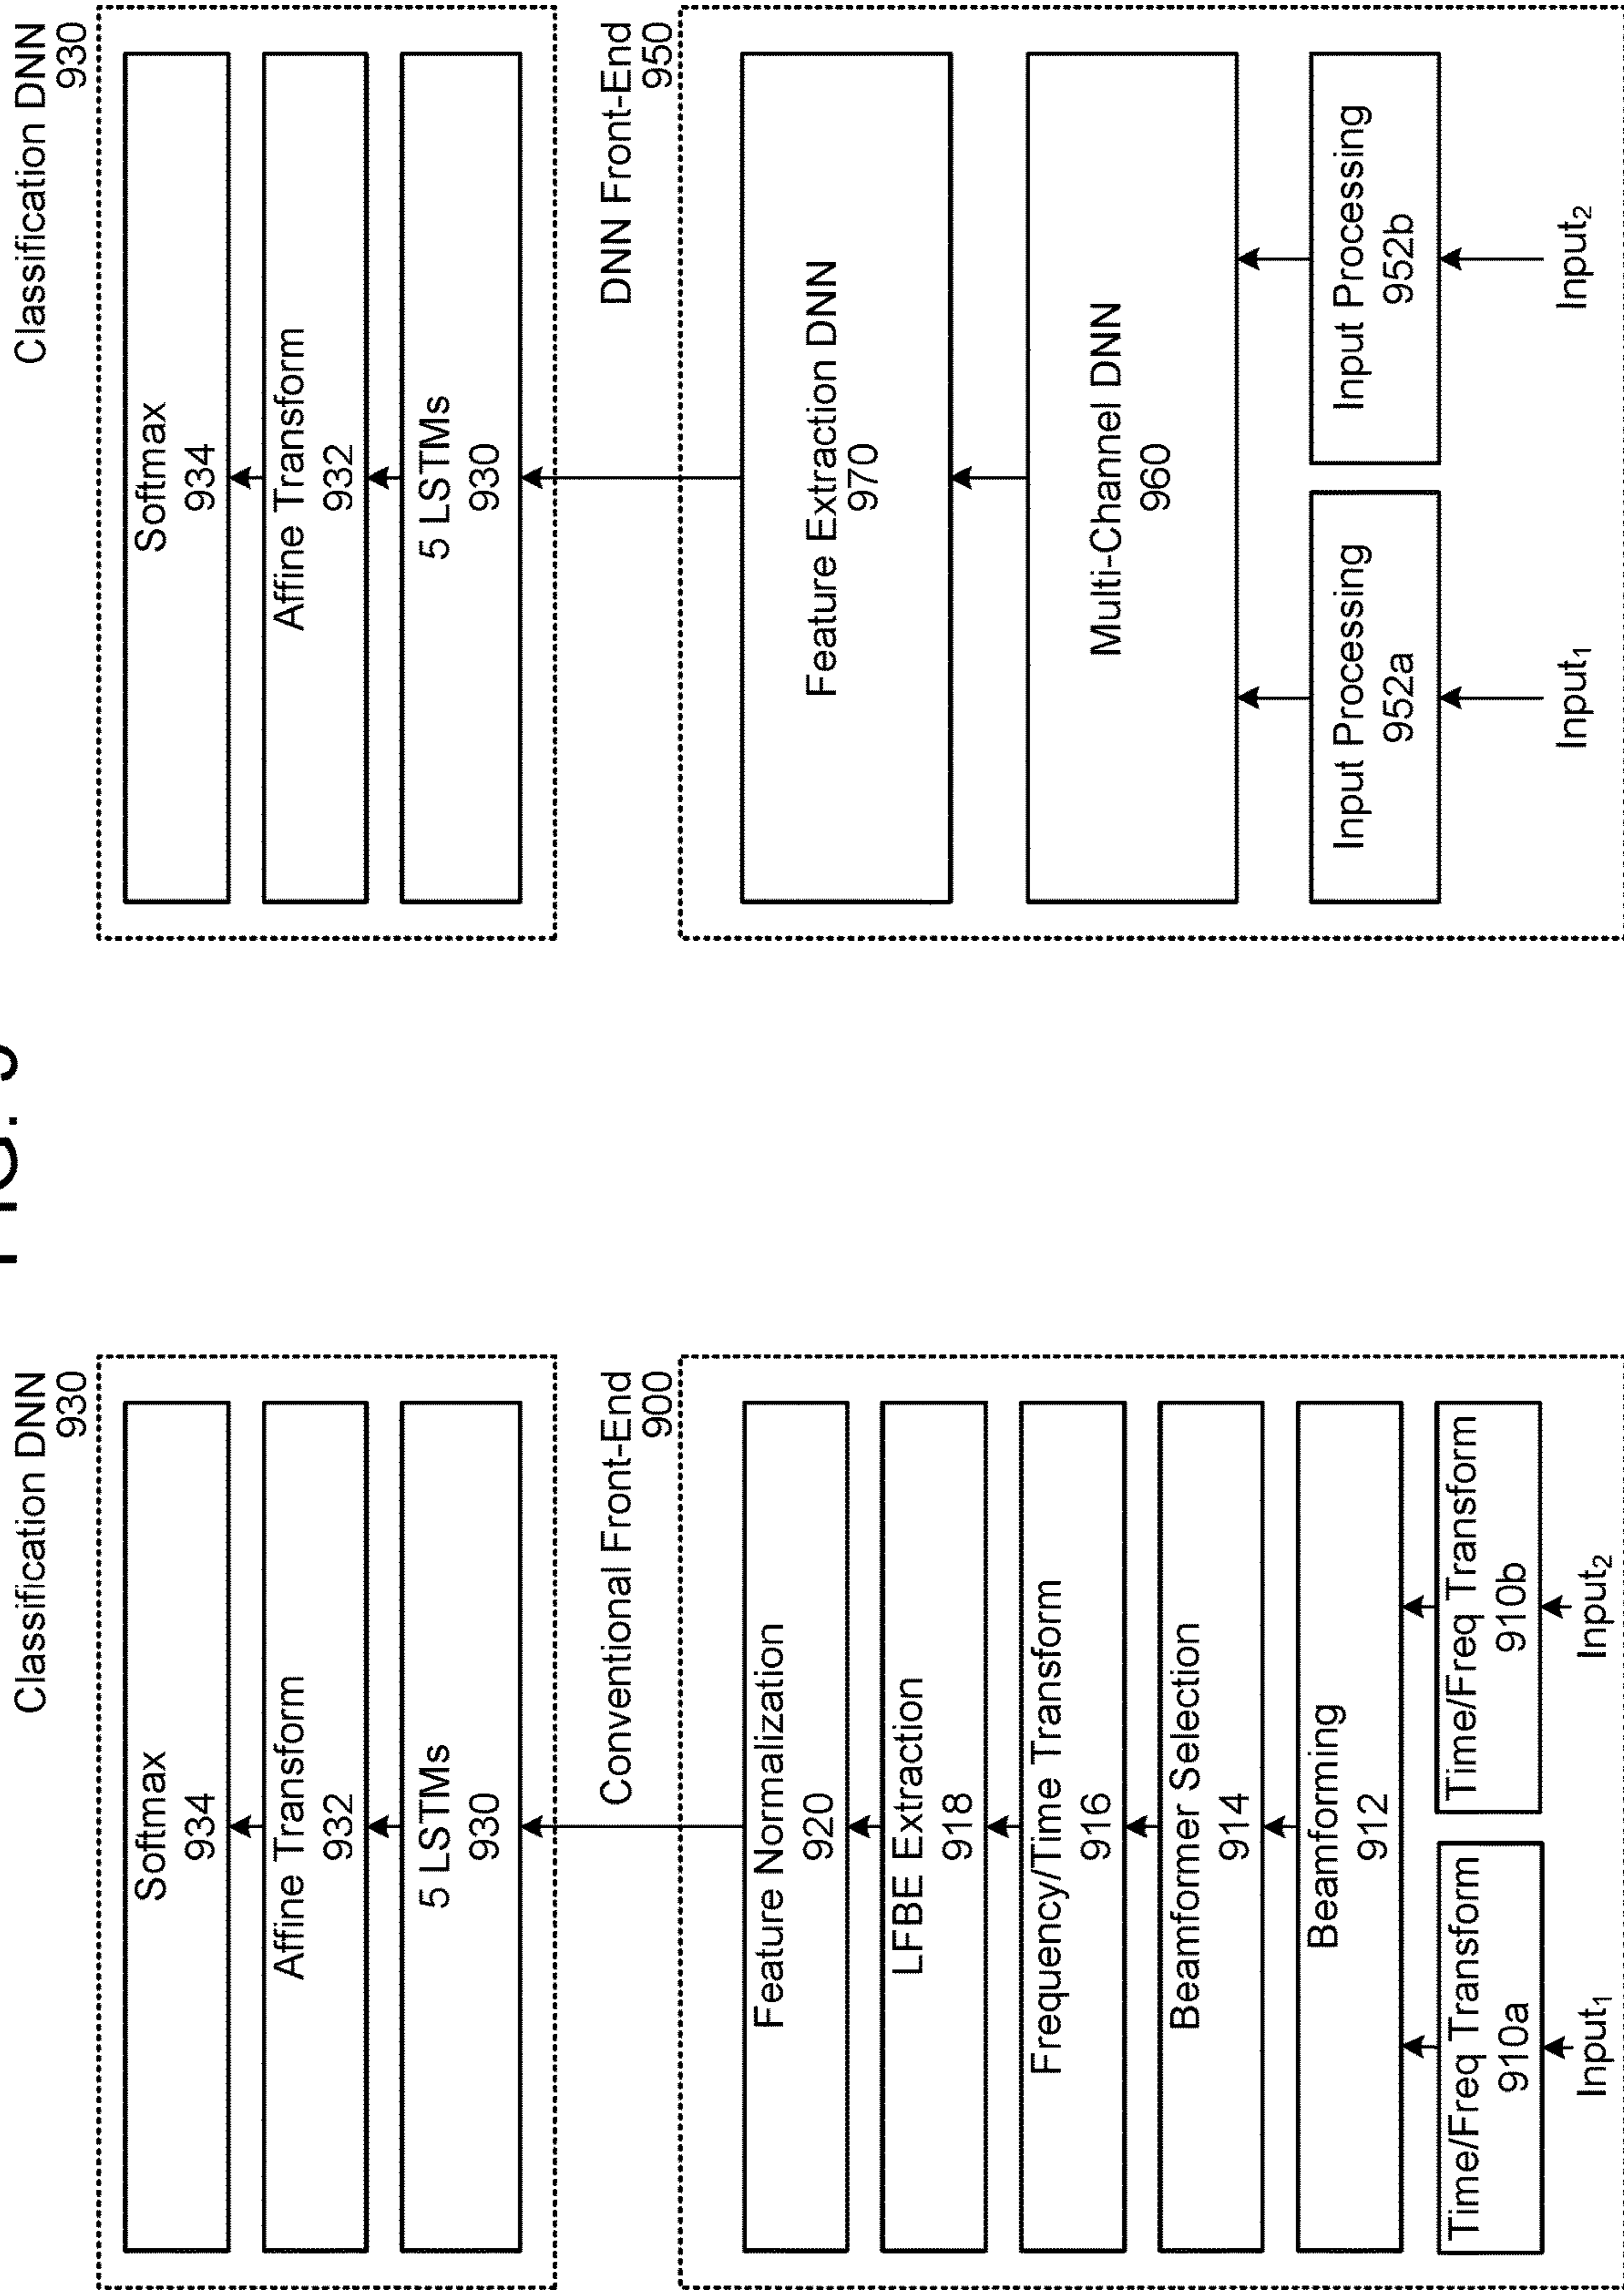 Classification DNN
930
Softmax
934
Affine Transform
932
5 LSTMs
930
Conventional Front-End
900
Feature Normalization
920
LFBE Extraction
918
Frequency/Time Transform
916
Beamformer Selection
914
Beamforming
912
Time/Freq Transform
910a
Time/Freq Transform
910b
Input₁
Input₂
Classification DNN
930
Softmax
934
Affine Transform
932
5 LSTMs
930
DNN Front-End
950
Feature Extraction DNN
970
Multi-Channel DNN
960
Input Processing
952a
Input Processing
952b
Input₁
Input₂